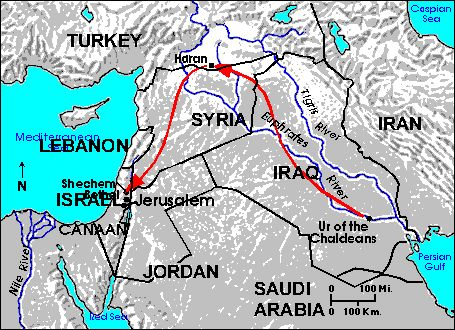 Caspian
Sea
TURKEY
Haran
Tigris River
SYRIA
IRAN
Mediterranean
LEBANON
Euphrates River
N
Shechem
Bethel
IRAQ
ISRAEL
Jerusalem
Ur of the
Chaldeans
CANAAN
Persian
Gulf
JORDAN
Nile River
SAUDI
ARABIA
0 100 Mi.
0 100 Km.
Red Sea